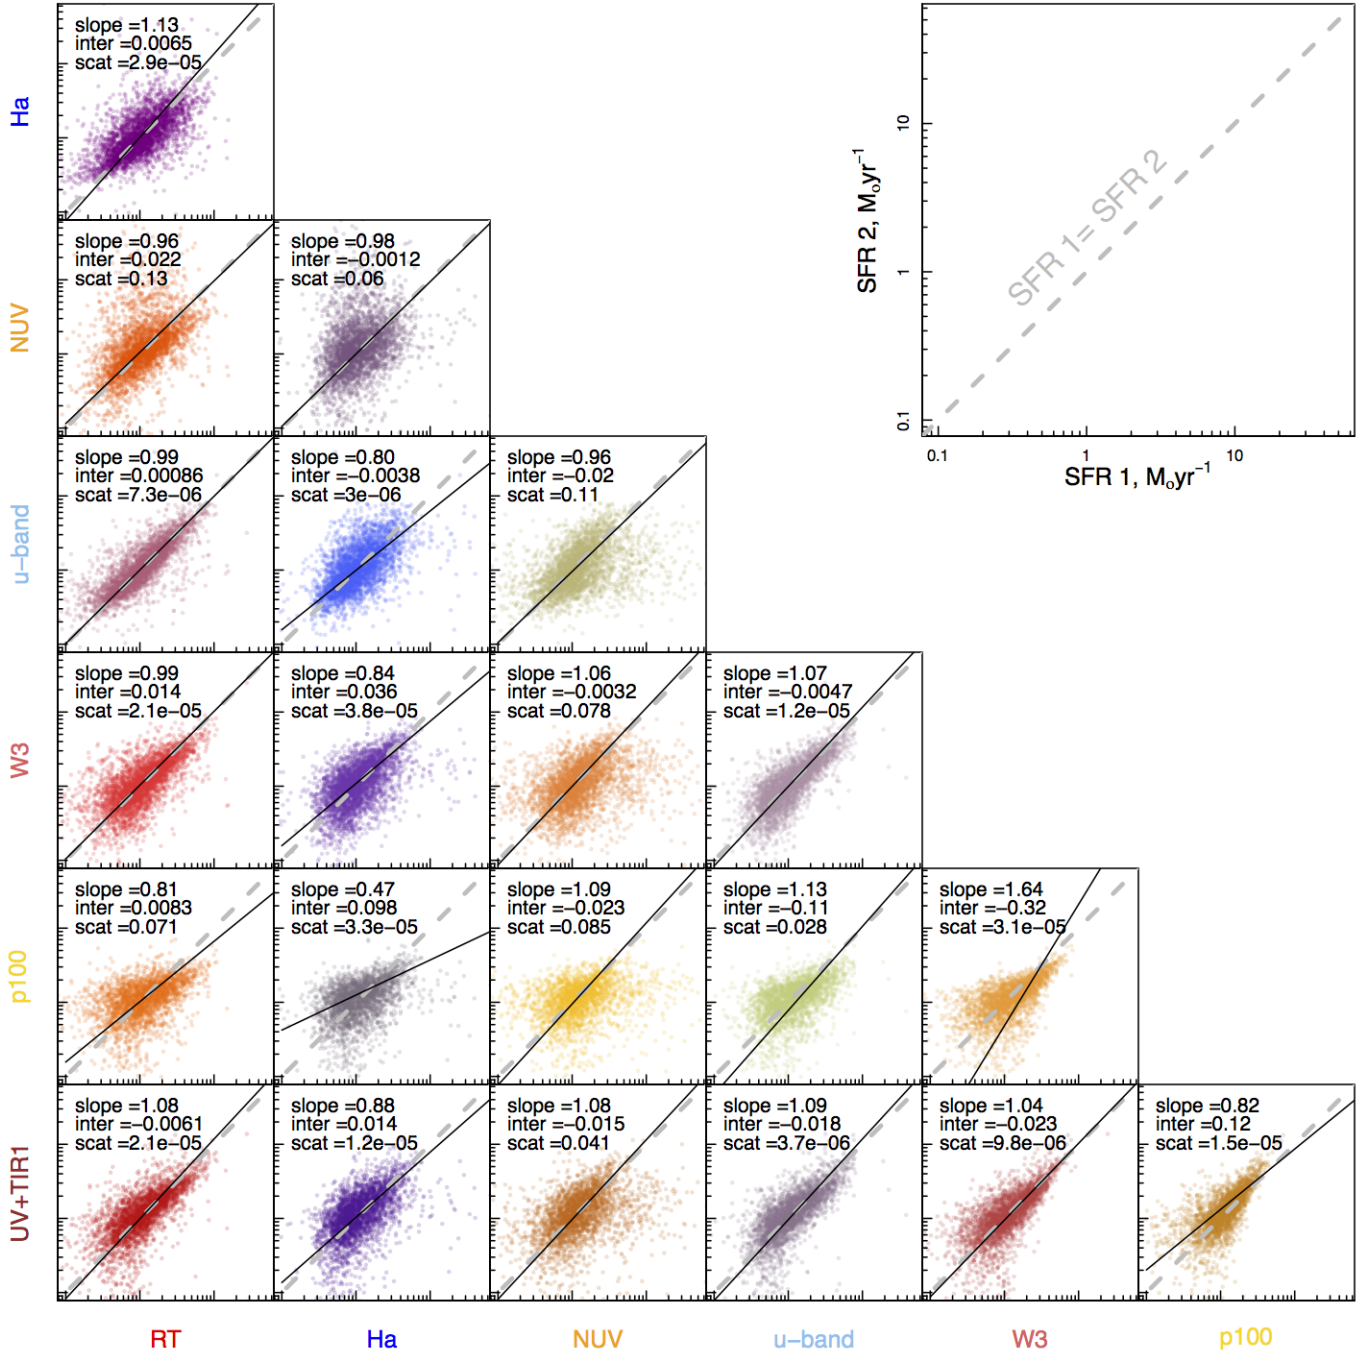 slope =1.13
inter =0.0065
scat =2.9e−05
Ha
10
1
0.1
SFR 2, M₀yr⁻¹
SFR 1= SFR 2
0.1 1 10
SFR 1, M₀yr⁻¹
NUV
slope =0.96
inter =0.022
scat =0.13
slope =0.98
inter =−0.0012
scat =0.06
u−band
slope =0.99
inter =0.00086
scat =7.3e−06
slope =0.80
inter =−0.0038
scat =3e−06
slope =0.96
inter =−0.02
scat =0.11
W3
slope =0.99
inter =0.014
scat =2.1e−05
slope =0.84
inter =0.036
scat =3.8e−05
slope =1.06
inter =−0.0032
scat =0.078
slope =1.07
inter =−0.0047
scat =1.2e−05
p100
slope =0.81
inter =0.0083
scat =0.071
slope =0.47
inter =0.098
scat =3.3e−05
slope =1.09
inter =−0.023
scat =0.085
slope =1.13
inter =−0.11
scat =0.028
slope =1.64
inter =−0.32
scat =3.1e−05
UV+TIR1
slope =1.08
inter =−0.0061
scat =2.1e−05
slope =0.88
inter =0.014
scat =1.2e−05
slope =1.08
inter =−0.015
scat =0.041
slope =1.09
inter =−0.018
scat =3.7e−06
slope =1.04
inter =−0.023
scat =9.8e−06
slope =0.82
inter =0.12
scat =1.5e−05
RT Ha NUV u−band W3 p100